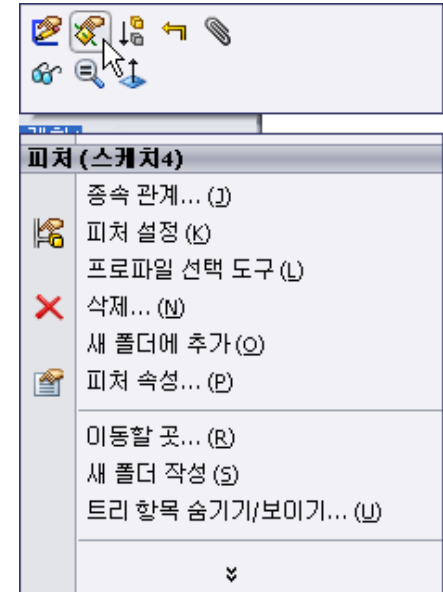 피처 (스케치4)
종속 관계... (J)
피처 설정 (K)
프로파일 선택 도구 (L)
삭제... (N)
새 폴더에 추가 (O)
피처 속성... (P)
이동할 곳... (R)
새 폴더 작성 (S)
트리 항목 숨기기/보이기... (U)